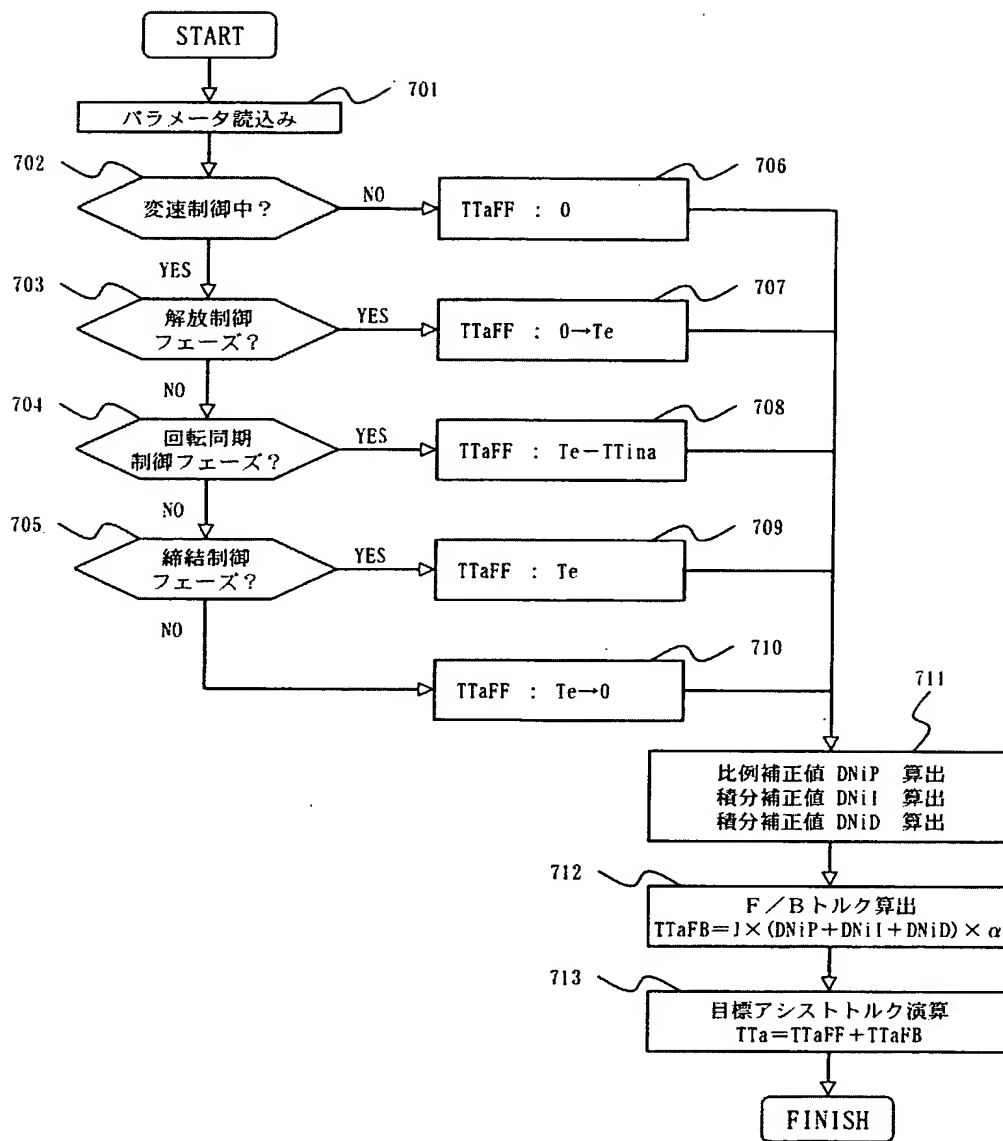 START
701
パラメータ読込み
702
変速制御中？
NO
706
TTaFF : 0
YES
703
解放制御
フェーズ？
YES
707
TTaFF : 0→Te
NO
704
回転同期
制御フェーズ？
YES
708
TTaFF : Te－TTina
NO
705
締結制御
フェーズ？
YES
709
TTaFF : Te
NO
710
TTaFF : Te→0
711
比例補正値 DNiP 算出
積分補正値 DNiI 算出
積分補正値 DNiD 算出
712
F／Bトルク算出
TTaFB＝J×(DNiP＋DNiI＋DNiD)×α
713
目標アシストトルク演算
TTa＝TTaFF＋TTaFB
FINISH